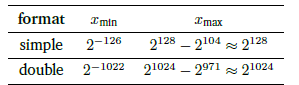 format x_min x_max
simple 2^−126 2^128 − 2^104 ≈ 2^128
double 2^−1022 2^1024 − 2^971 ≈ 2^1024